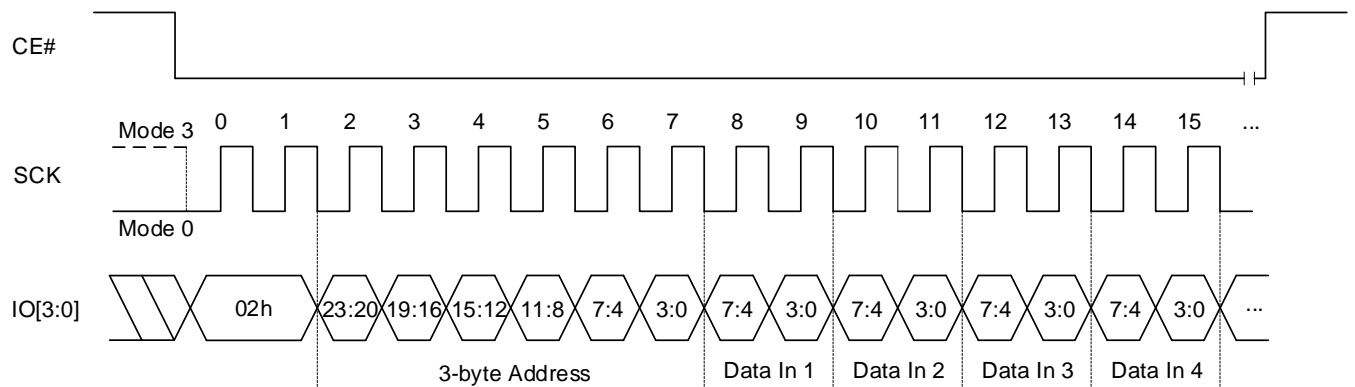 CE#
Mode 3 0 1 2 3 4 5 6 7 8 9 10 11 12 13 14 15 ...
SCK
Mode 0
IO[3:0] 02h 23:20 19:16 15:12 11:8 7:4 3:0 7:4 3:0 7:4 3:0 7:4 3:0 7:4 3:0 ...
3-byte Address Data In 1 Data In 2 Data In 3 Data In 4